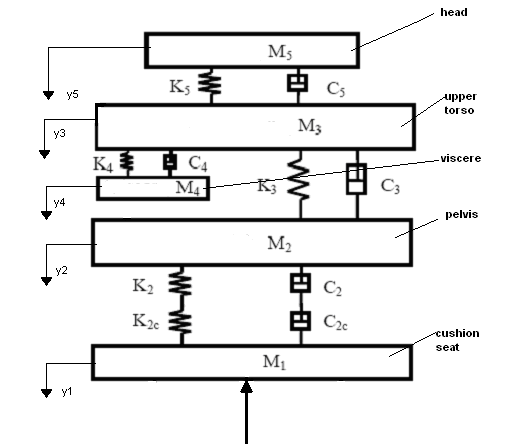 head
M5
K5
C5
y5
upper
torso
M3
y3
K4
C4
viscere
M4
K3
C3
y4
pelvis
M2
y2
K2
C2
K2c
C2c
cushion
seat
M1
y1